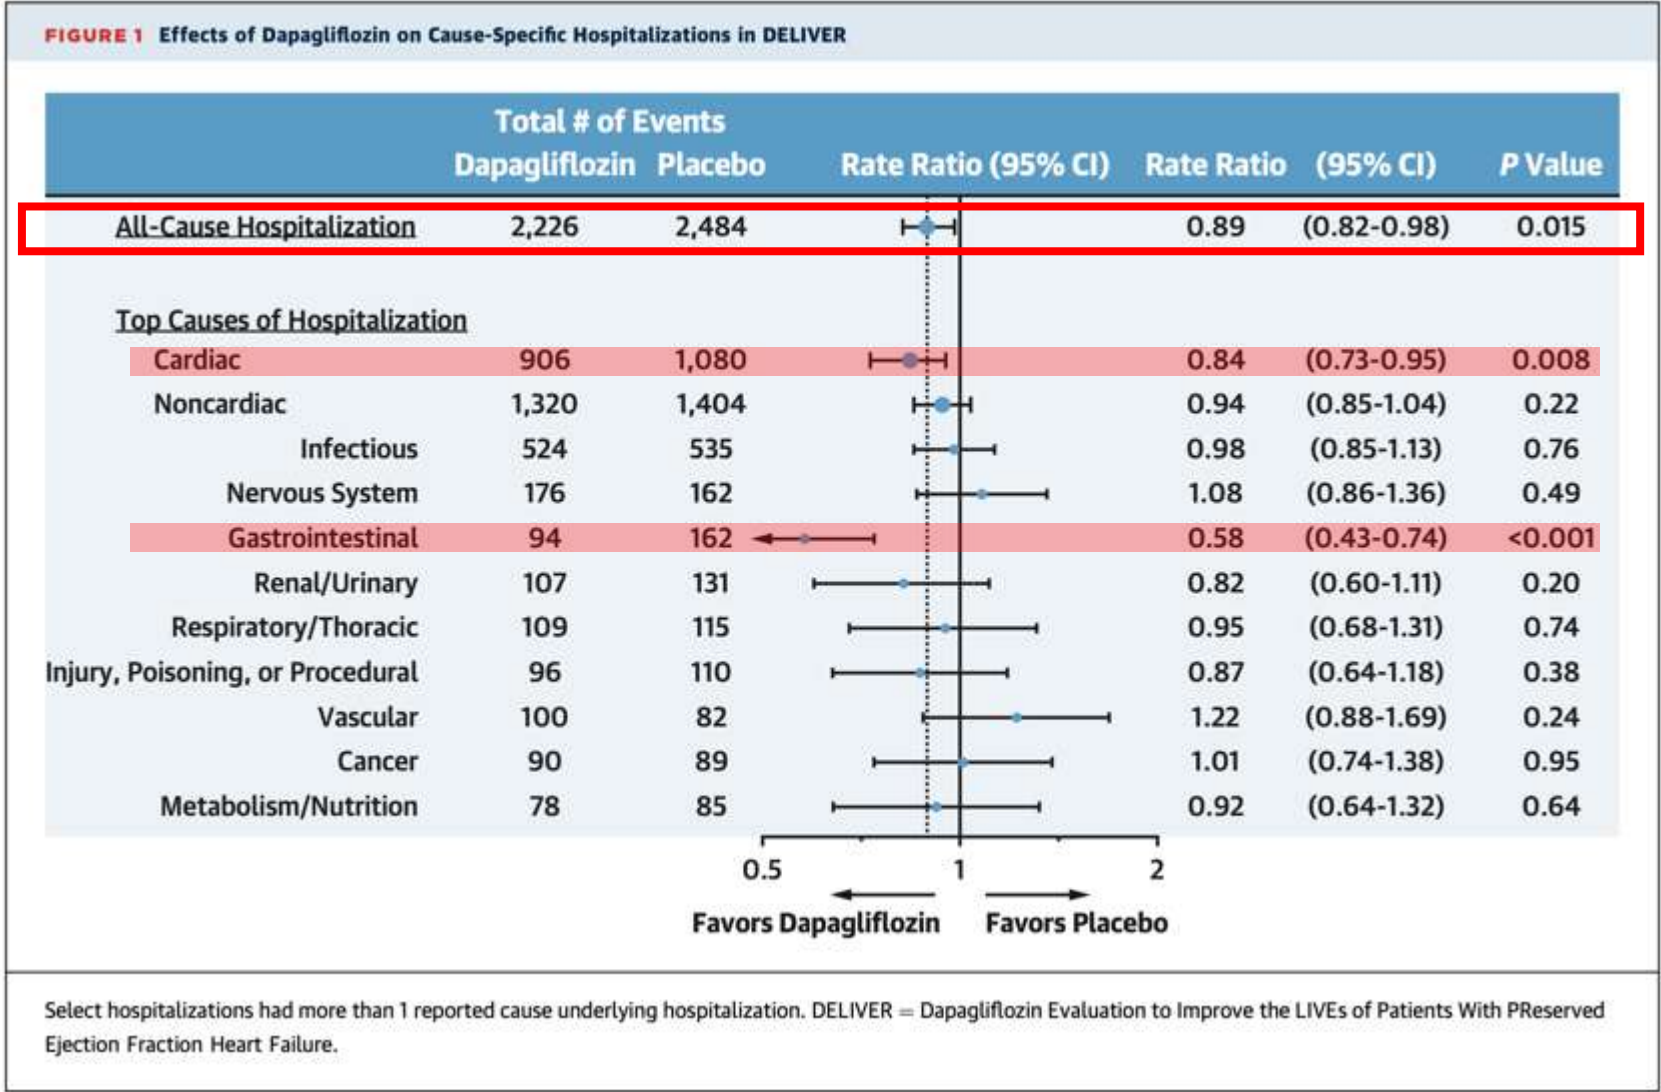 FIGURE 1 Effects of Dapagliflozin on Cause-Specific Hospitalizations in DELIVER
Total # of Events
Dapagliflozin Placebo Rate Ratio (95% CI) Rate Ratio (95% CI) P Value
All-Cause Hospitalization 2,226 2,484 0.89 (0.82-0.98) 0.015
Top Causes of Hospitalization
Cardiac 906 1,080 0.84 (0.73-0.95) 0.008
Noncardiac 1,320 1,404 0.94 (0.85-1.04) 0.22
Infectious 524 535 0.98 (0.85-1.13) 0.76
Nervous System 176 162 1.08 (0.86-1.36) 0.49
Gastrointestinal 94 162 0.58 (0.43-0.74) <0.001
Renal/Urinary 107 131 0.82 (0.60-1.11) 0.20
Respiratory/Thoracic 109 115 0.95 (0.68-1.31) 0.74
Injury, Poisoning, or Procedural 96 110 0.87 (0.64-1.18) 0.38
Vascular 100 82 1.22 (0.88-1.69) 0.24
Cancer 90 89 1.01 (0.74-1.38) 0.95
Metabolism/Nutrition 78 85 0.92 (0.64-1.32) 0.64
0.5 1 2
Favors Dapagliflozin Favors Placebo
Select hospitalizations had more than 1 reported cause underlying hospitalization. DELIVER = Dapagliflozin Evaluation to Improve the LIVEs of Patients With PReserved
Ejection Fraction Heart Failure.